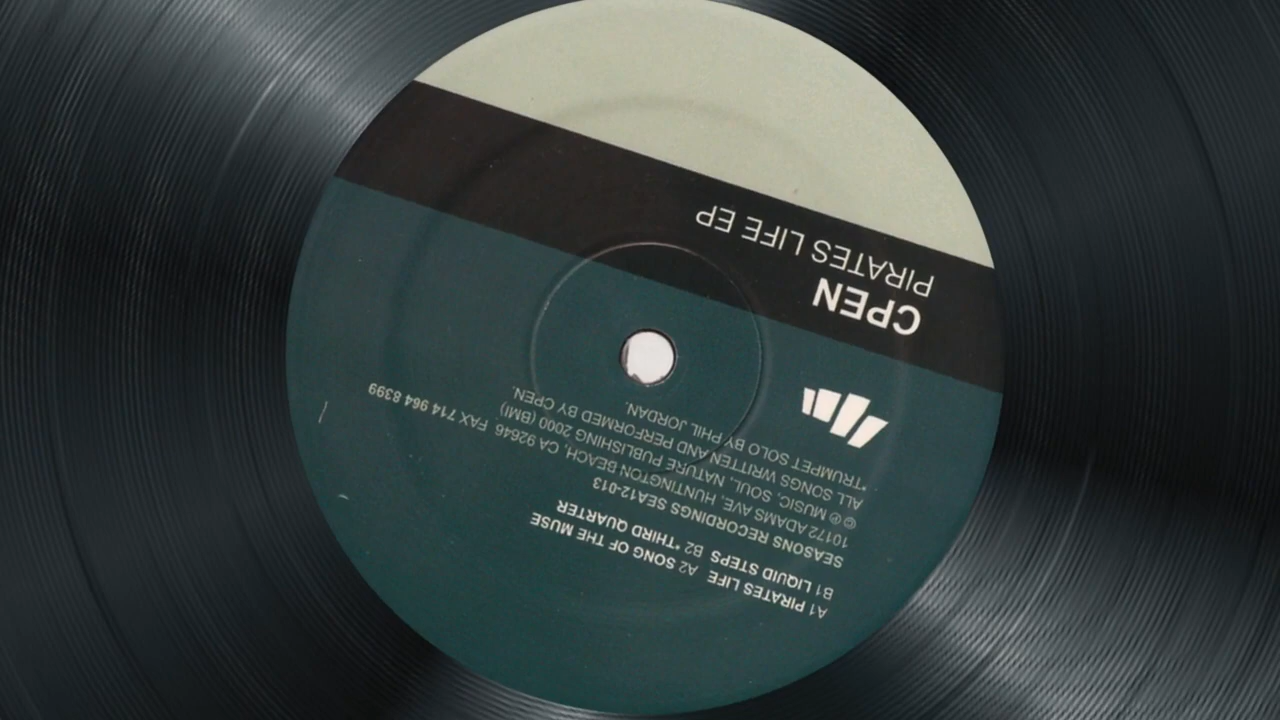 A1 PIRATES LIFE A2 SONG OF THE MUSE
B1 LIQUID STEPS B2 *THIRD QUARTER
SEASONS RECORDINGS SEA12-013
10172 ADAMS AVE, HUNTINGTON BEACH, CA 92646 FAX 714 964 8399
© ℗ MUSIC, SOUL, NATURE PUBLISHING 2000 (BMI)
ALL SONGS WRITTEN AND PERFORMED BY CPEN.
*TRUMPET SOLO BY PHIL JORDAN.
CPEN
PIRATES LIFE EP